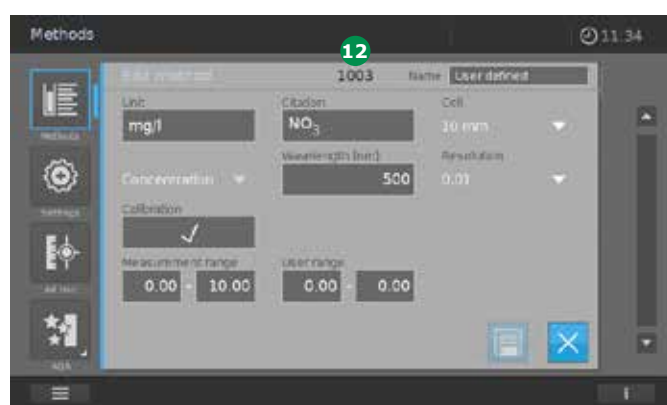 Methods
11:34
12
Edit method
1003
Name
User defined
Unit
Citation
Cell
mg/l
NO3
10 mm
Wavelength [nm]
Resolution
Concentration
500
0.01
Calibration
Measurement range
User range
0.00 - 10.00
0.00 - 0.00
Methods
Settings
AQA